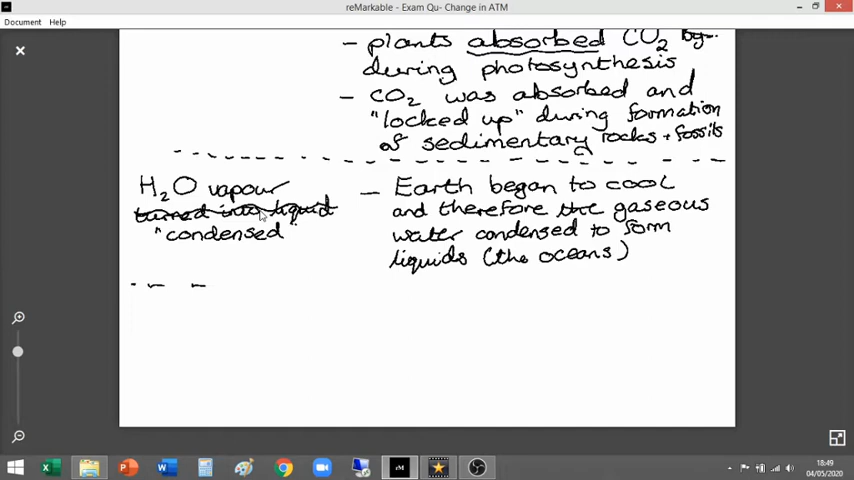 reMarkable - Exam Qu- Change in ATM
Document Help
- plants absorbed CO2
during photosynthesis
- CO2 was absorbed and
"locked up" during formation
of sedimentary rocks + fossils
H2O vapour
turned into liquid
"condensed"
- Earth began to cool
and therefore the gaseous
water condensed to form
liquids (the oceans)
rM
18:49
04/05/2020